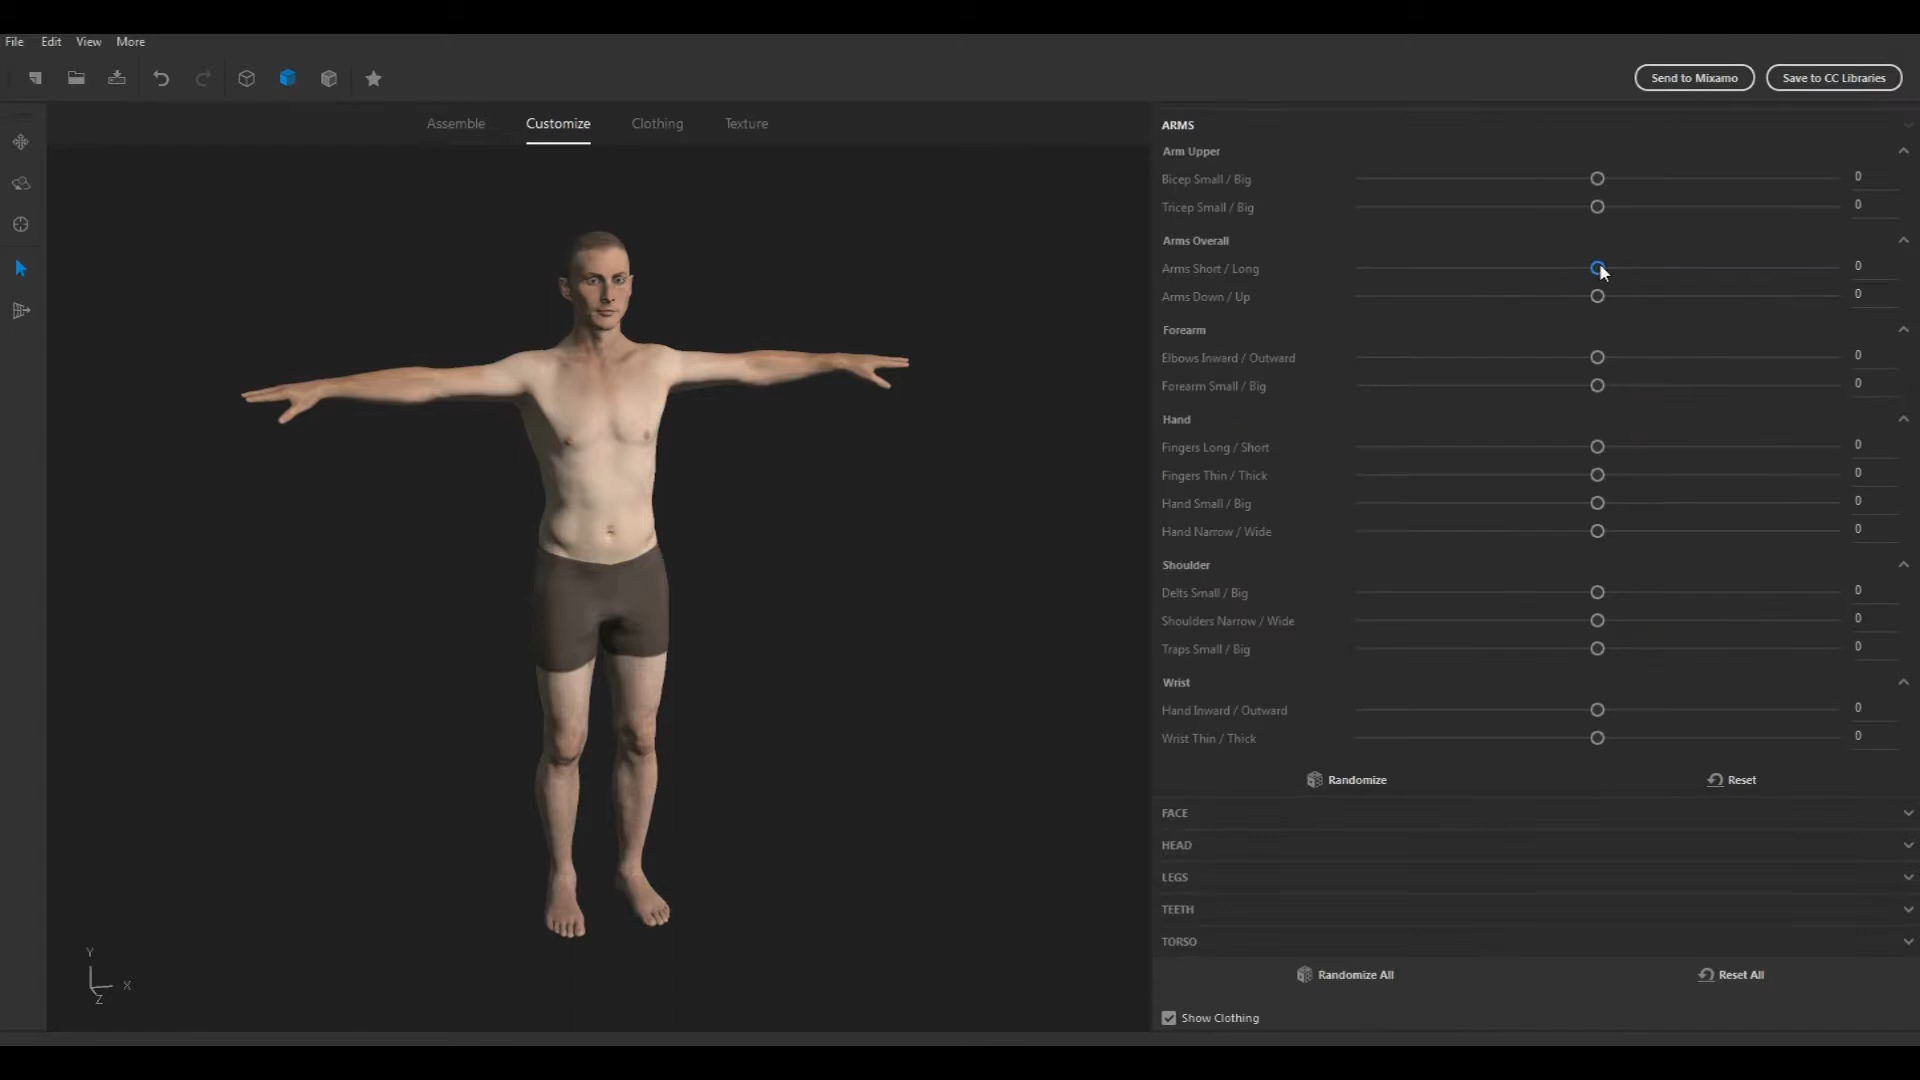 File Edit View More
Send to Mixamo Save to CC Libraries
Assemble Customize Clothing Texture
ARMS
Arm Upper
Bicep Small / Big 0
Tricep Small / Big 0
Arms Overall
Arms Short / Long 0
Arms Down / Up 0
Forearm
Elbows Inward / Outward 0
Forearm Small / Big 0
Hand
Fingers Long / Short 0
Fingers Thin / Thick 0
Hand Small / Big 0
Hand Narrow / Wide 0
Shoulder
Delts Small / Big 0
Shoulders Narrow / Wide 0
Traps Small / Big 0
Wrist
Hand Inward / Outward 0
Wrist Thin / Thick 0
Randomize Reset
FACE
HEAD
LEGS
TEETH
TORSO
Randomize All Reset All
Show Clothing
Y
X
Z